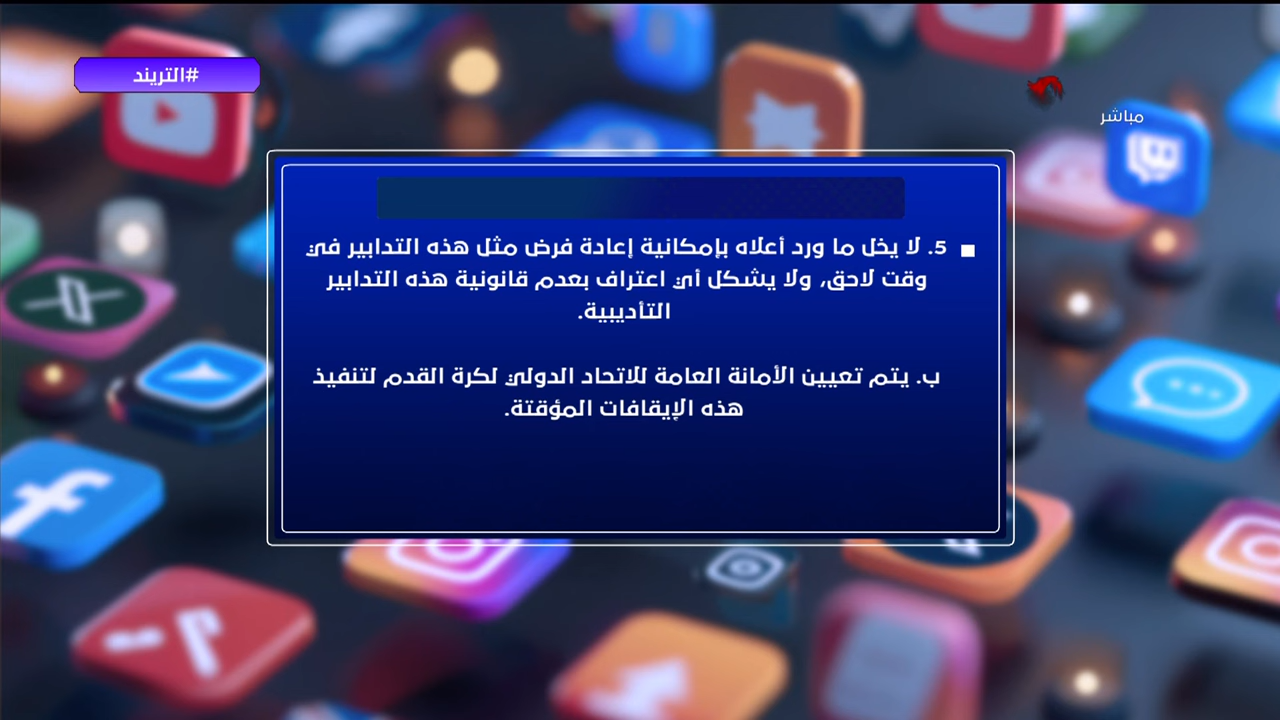 #التريند
مباشر
5. لا يخل ما ورد أعلاه بإمكانية إعادة فرض مثل هذه التدابير في
وقت لاحق، ولا يشكل أي اعتراف بعدم قانونية هذه التدابير
التأديبية.
ب. يتم تعيين الأمانة العامة للاتحاد الدولي لكرة القدم لتنفيذ
هذه الإيقافات المؤقتة.